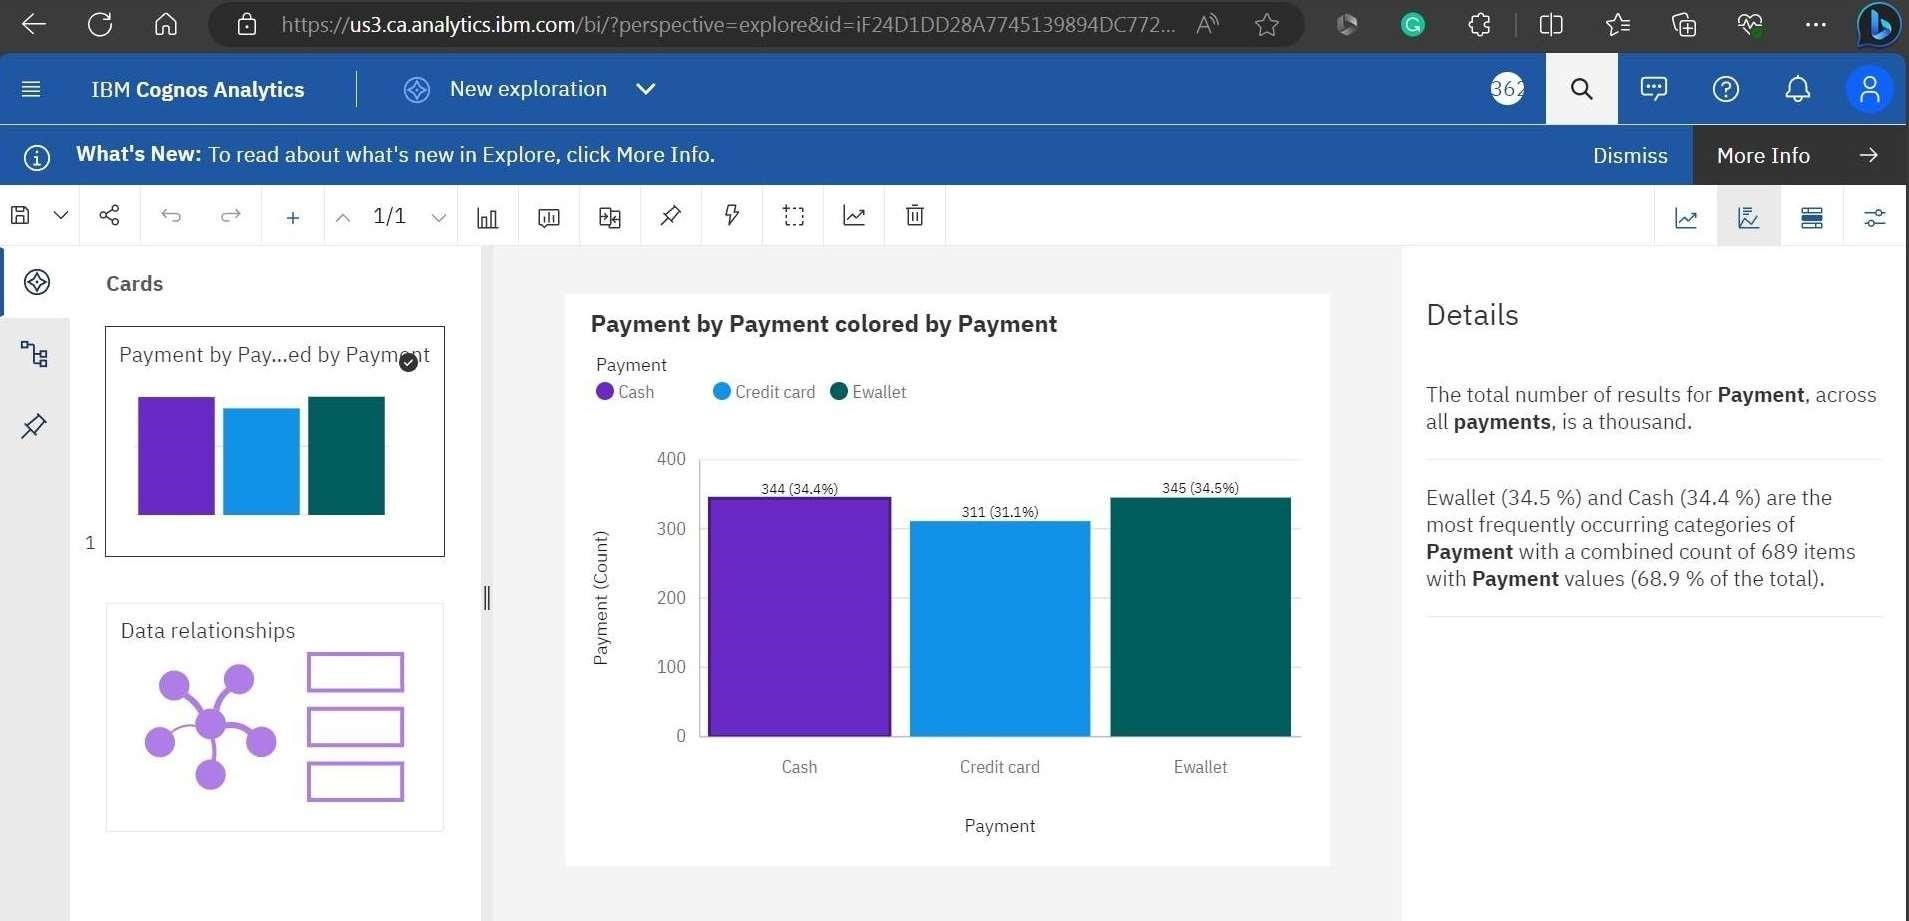 https://us3.ca.analytics.ibm.com/bi/?perspective=explore&id=iF24D1DD28A7745139894DC772...
IBM Cognos Analytics
New exploration
362
What's New: To read about what's new in Explore, click More Info.
Dismiss
More Info
1/1
Cards
Payment by Pay...ed by Payment
1
Data relationships
Payment by Payment colored by Payment
Payment
Cash
Credit card
Ewallet
Payment (Count)
400
300
200
100
0
344 (34.4%)
311 (31.1%)
345 (34.5%)
Cash
Credit card
Ewallet
Payment
Details
The total number of results for Payment, across
all payments, is a thousand.
Ewallet (34.5 %) and Cash (34.4 %) are the
most frequently occurring categories of
Payment with a combined count of 689 items
with Payment values (68.9 % of the total).